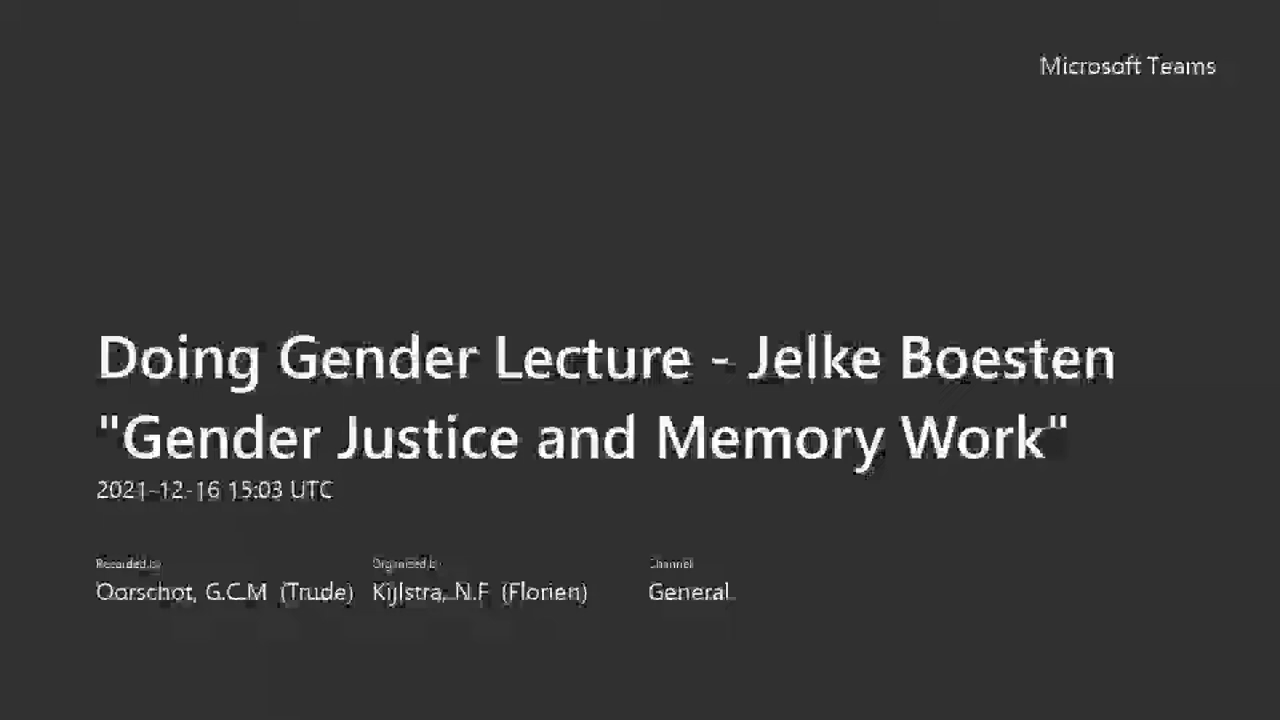 Microsoft Teams
Doing Gender Lecture - Jelke Boesten
"Gender Justice and Memory Work"
2021-12-16 15:03 UTC
Recorded by Organized by Channel
Oorschot, G.C.M (Trude) Kijlstra, N.F (Florien) General